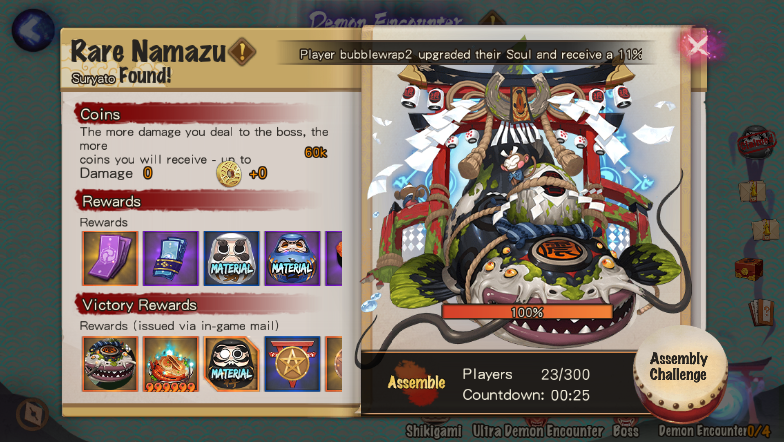 Demon Encounter
Rare Namazu
Suryato Found!
Player bubblewrap2 upgraded their Soul and receive a 11%
Coins
The more damage you deal to the boss, the
more
coins you will receive - up to 60k
Damage 0 +0
Rewards
Rewards
MATERIAL
MATERIAL
Victory Rewards
Rewards (issued via in-game mail)
999999
MATERIAL
100%
Assemble
Players 23/300
Countdown: 00:25
Assembly
Challenge
Shikigami Ultra Demon Encounter Boss Demon Encounter0/4